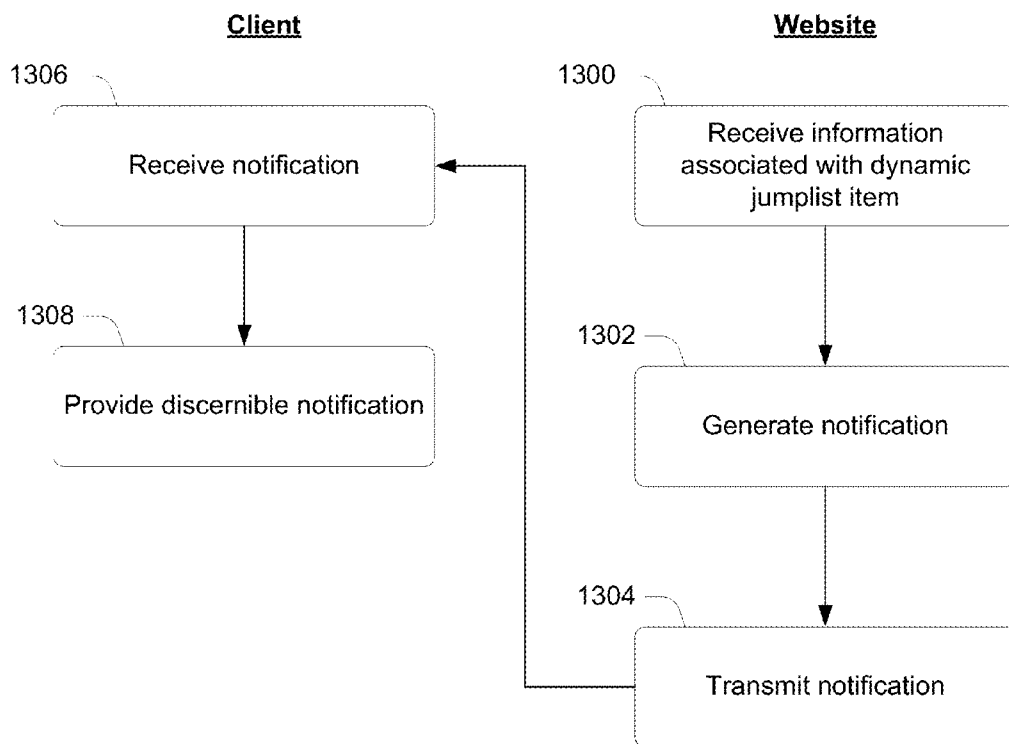 Client
1306
Receive notification
1308
Provide discernible notification
Website
1300
Receive information
associated with dynamic
jumplist item
1302
Generate notification
1304
Transmit notification